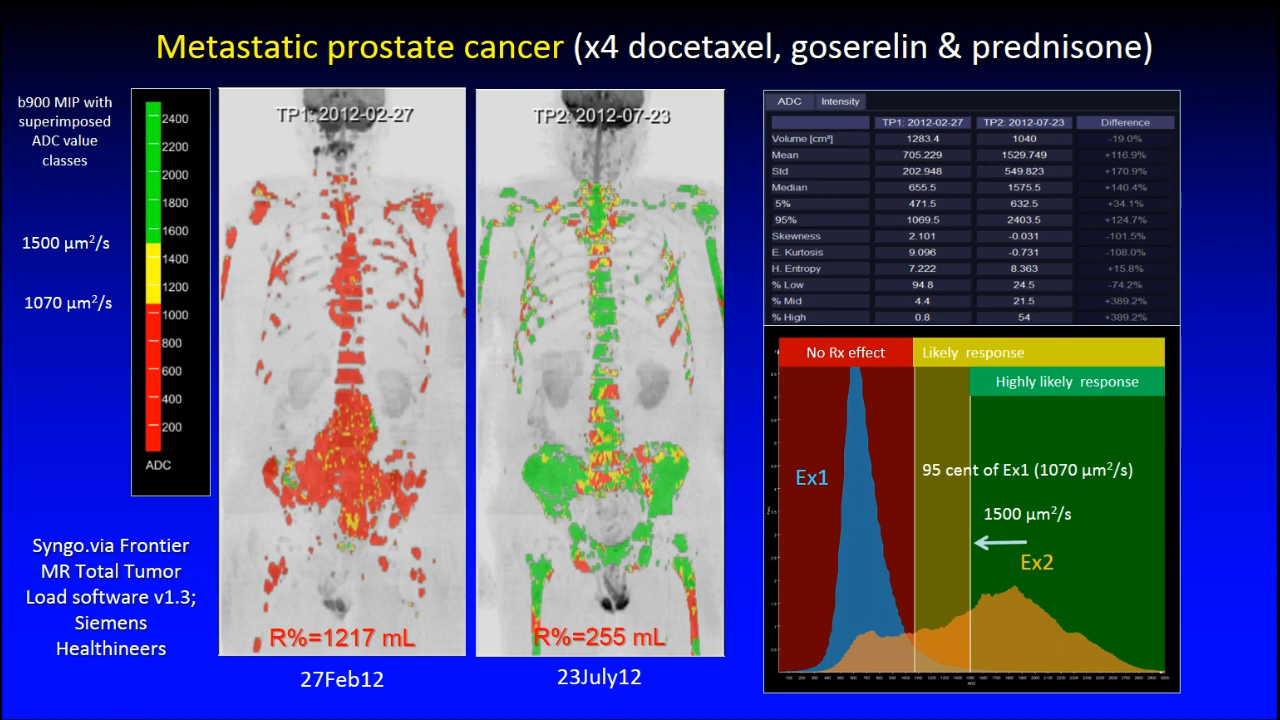 Metastatic prostate cancer (x4 docetaxel, goserelin & prednisone)
b900 MIP with
superimposed
ADC value
classes
1500 µm²/s
1070 µm²/s
2400
2200
2000
1800
1600
1400
1200
1000
800
600
400
200
ADC
Syngo.via Frontier
MR Total Tumor
Load software v1.3;
Siemens
Healthineers
TP1: 2012-02-27
R%=1217 mL
27Feb12
TP2: 2012-07-23
R%=255 mL
23July12
ADC Intensity
TP1: 2012-02-27 TP2: 2012-07-23 Difference
Volume [cm³] 1283.4 1040 -19.0%
Mean 705.229 1529.749 +116.9%
Std 202.948 549.823 +170.9%
Median 655.5 1575.5 +140.4%
5% 471.5 632.5 +34.1%
95% 1069.5 2403.5 +124.7%
Skewness 2.101 -0.031 -101.5%
E. Kurtosis 9.096 -0.731 -108.0%
H. Entropy 7.222 8.363 +15.8%
% Low 94.8 24.5 -74.2%
% Mid 4.4 21.5 +389.2%
% High 0.8 54 +389.2%
No Rx effect Likely response
Highly likely response
95 cent of Ex1 (1070 µm²/s)
Ex1
1500 µm²/s
Ex2